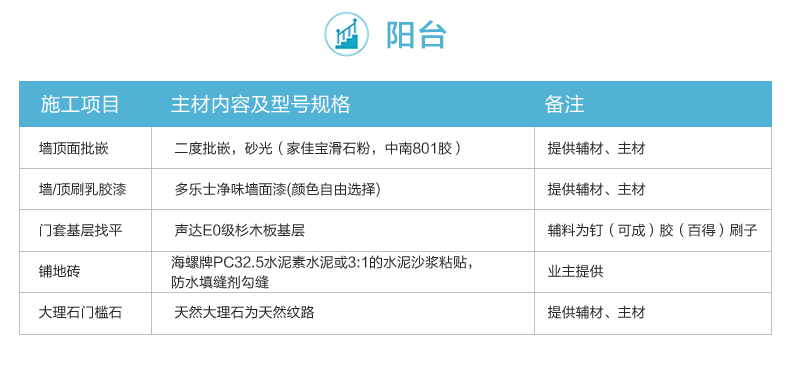 阳台
施工项目 主材内容及型号规格 备注
墙顶面批嵌 二度批嵌，砂光（家佳宝滑石粉，中南801胶） 提供辅材、主材
墙/顶刷乳胶漆 多乐士净味墙面漆(颜色自由选择) 提供辅材、主材
门套基层找平 声达E0级杉木板基层 辅料为钉（可成）胶（百得）刷子
铺地砖 海螺牌PC32.5水泥素水泥或3:1的水泥沙浆粘贴， 业主提供
防水填缝剂勾缝
大理石门槛石 天然大理石为天然纹路 提供辅材、主材